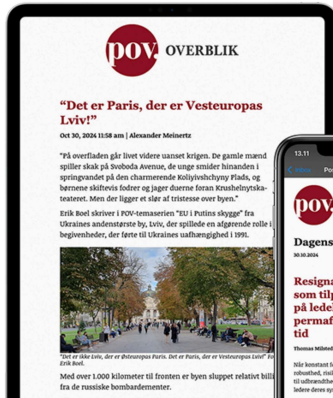 pov. OVERBLIK
“Det er Paris, der er Vesteuropas
Lviv!”
Oct 30, 2024 11:58 am | Alexander Meinertz
"På overfladen går livet videre uanset krigen. De gamle mænd
spiller skak på Svoboda Avenue, de unge smider hinanden i
springvandet på den charmerende Koliyivshchyny Plads, og
børnene skiftevis fodrer og jager duerne foran Krushelnytska-
teateret. Men der ligger et slør af tristesse over byen."
Erik Boel skriver i POV-temaserien "EU i Putins skygge" fra
Ukraines andenstørste by, Lviv, der spillede en afgørende rolle i
begivenheder, der førte til Ukraines uafhængighed i 1991.
"Det er ikke Lviv, der er Østeuropas Paris. Det er Paris, der er Vesteuropas Lviv!"
Erik Boel.
Med over 1.000 kilometer til fronten er byen sluppet relativt
fra de russiske bombardementer.
13.11
pov
Dagens
30.10.2024
Resigna
som tilp
på lede
permaf
tid
Thomas Milsted
Når konstant fo
robusthed, risil
til udbrændthe
ledere deres sy